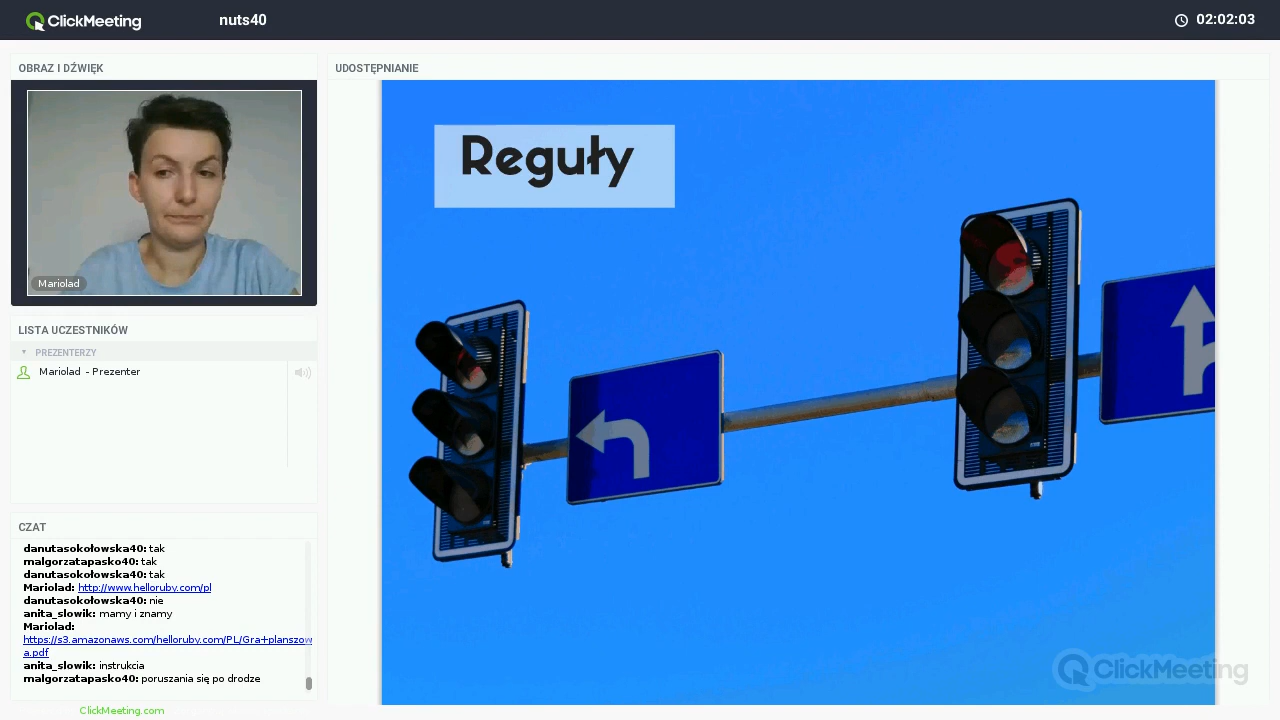 ClickMeeting
nuts40
02:02:03
OBRAZ I DŹWIĘK
Mariolad
LISTA UCZESTNIKÓW
PREZENTERZY
Mariolad - Prezenter
CZAT
danutasokołowska40: tak
malgorzatapasko40: tak
danutasokołowska40: tak
Mariolad: http://www.helloruby.com/pl
danutasokołowska40: nie
anita_slowik: mamy i znamy
Mariolad:
https://s3.amazonaws.com/helloruby.com/PL/Gra+planszow
a.pdf
anita_slowik: instrukcja
malgorzatapasko40: poruszania się po drodze
ClickMeeting.com
UDOSTĘPNIANIE
Reguły
ClickMeeting